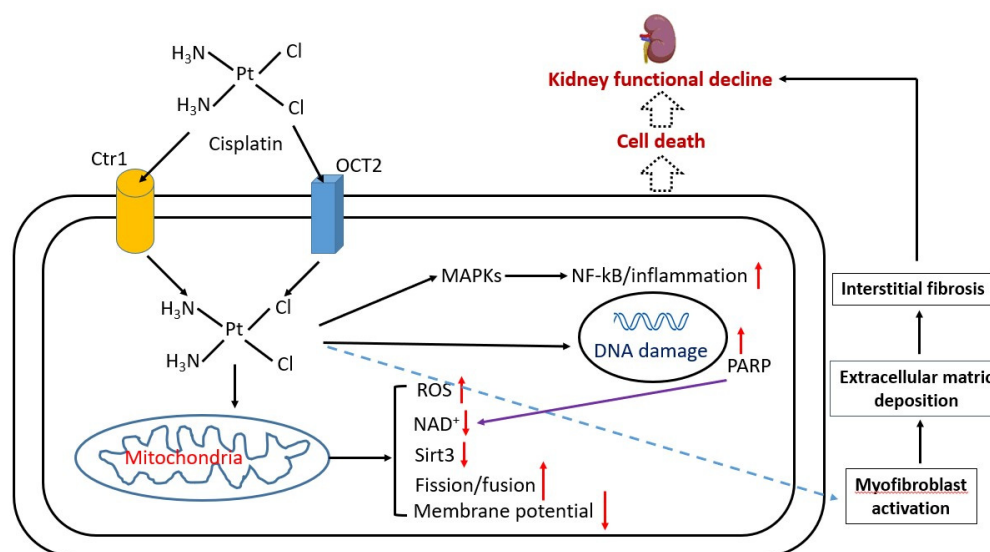 H₃N
Cl
Pt
H₃N
Cl
Cisplatin
Ctr1
OCT2
Kidney functional decline
Cell death
MAPKs
NF-kB/inflammation
H₃N
Cl
Pt
H₃N
Cl
DNA damage
PARP
Mitochondria
ROS
NAD⁺
Sirt3
Fission/fusion
Membrane potential
Interstitial fibrosis
Extracellular matric
deposition
Myofibroblast
activation